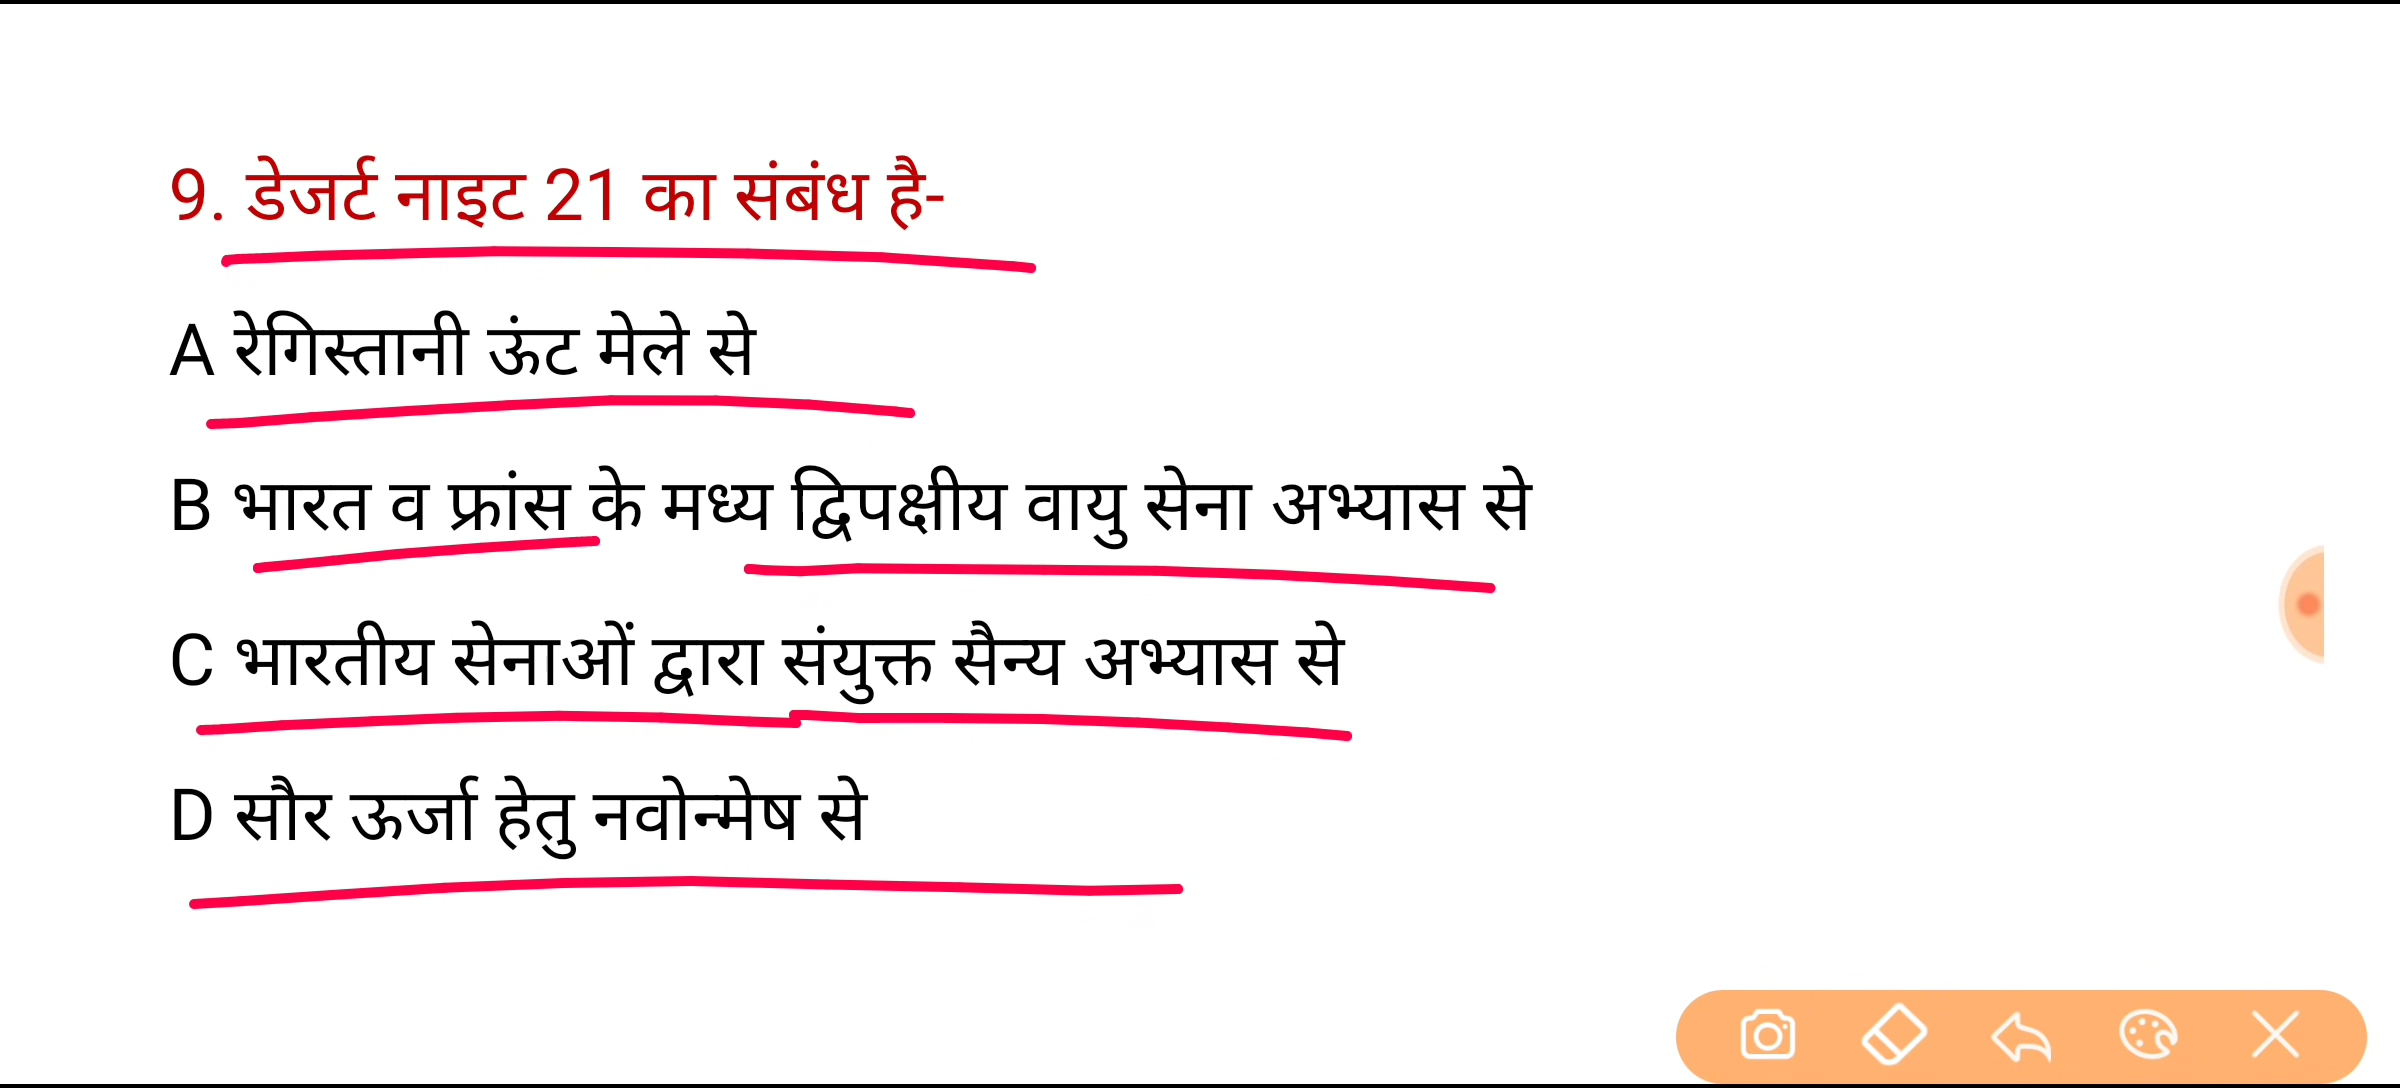 9. डेजर्ट नाइट 21 का संबंध है-
A रेगिस्तानी ऊंट मेले से
B भारत व फ्रांस के मध्य द्विपक्षीय वायु सेना अभ्यास से
C भारतीय सेनाओं द्वारा संयुक्त सैन्य अभ्यास से
D सौर ऊर्जा हेतु नवोन्मेष से